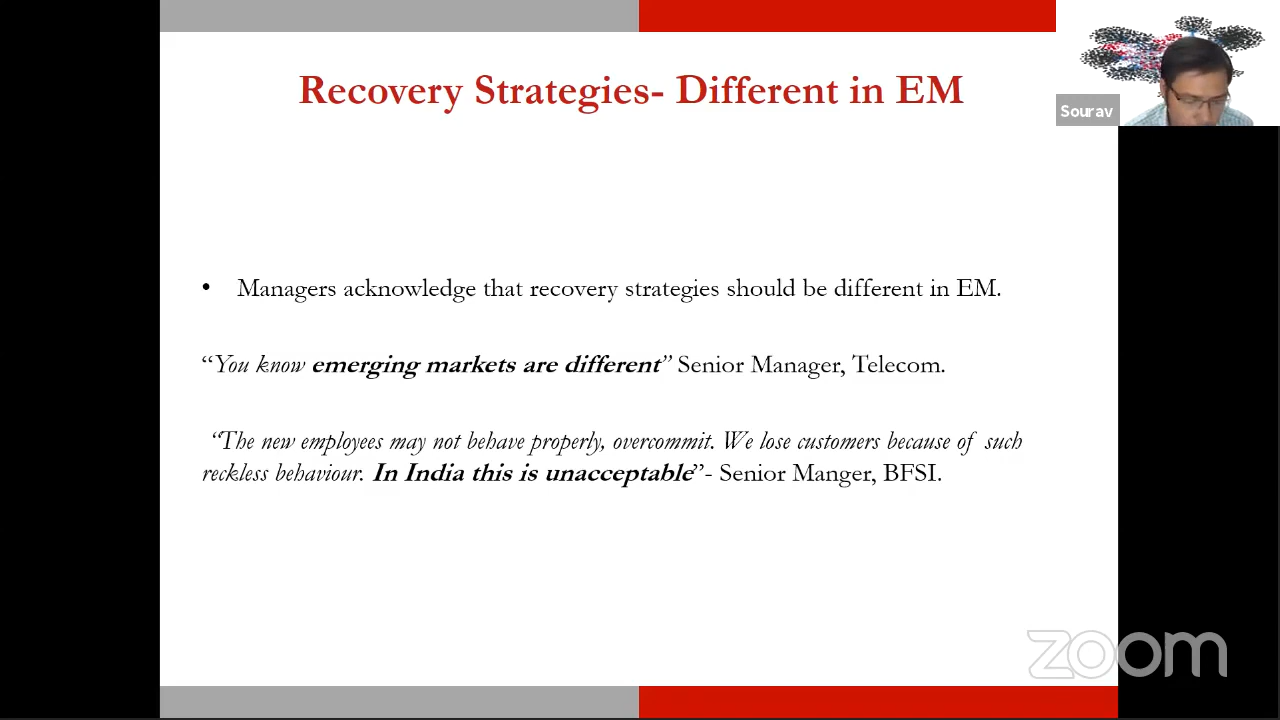 Recovery Strategies- Different in EM
Sourav
• Managers acknowledge that recovery strategies should be different in EM.
“You know emerging markets are different” Senior Manager, Telecom.
“The new employees may not behave properly, overcommit. We lose customers because of such
reckless behaviour. In India this is unacceptable”- Senior Manger, BFSI.
zoom